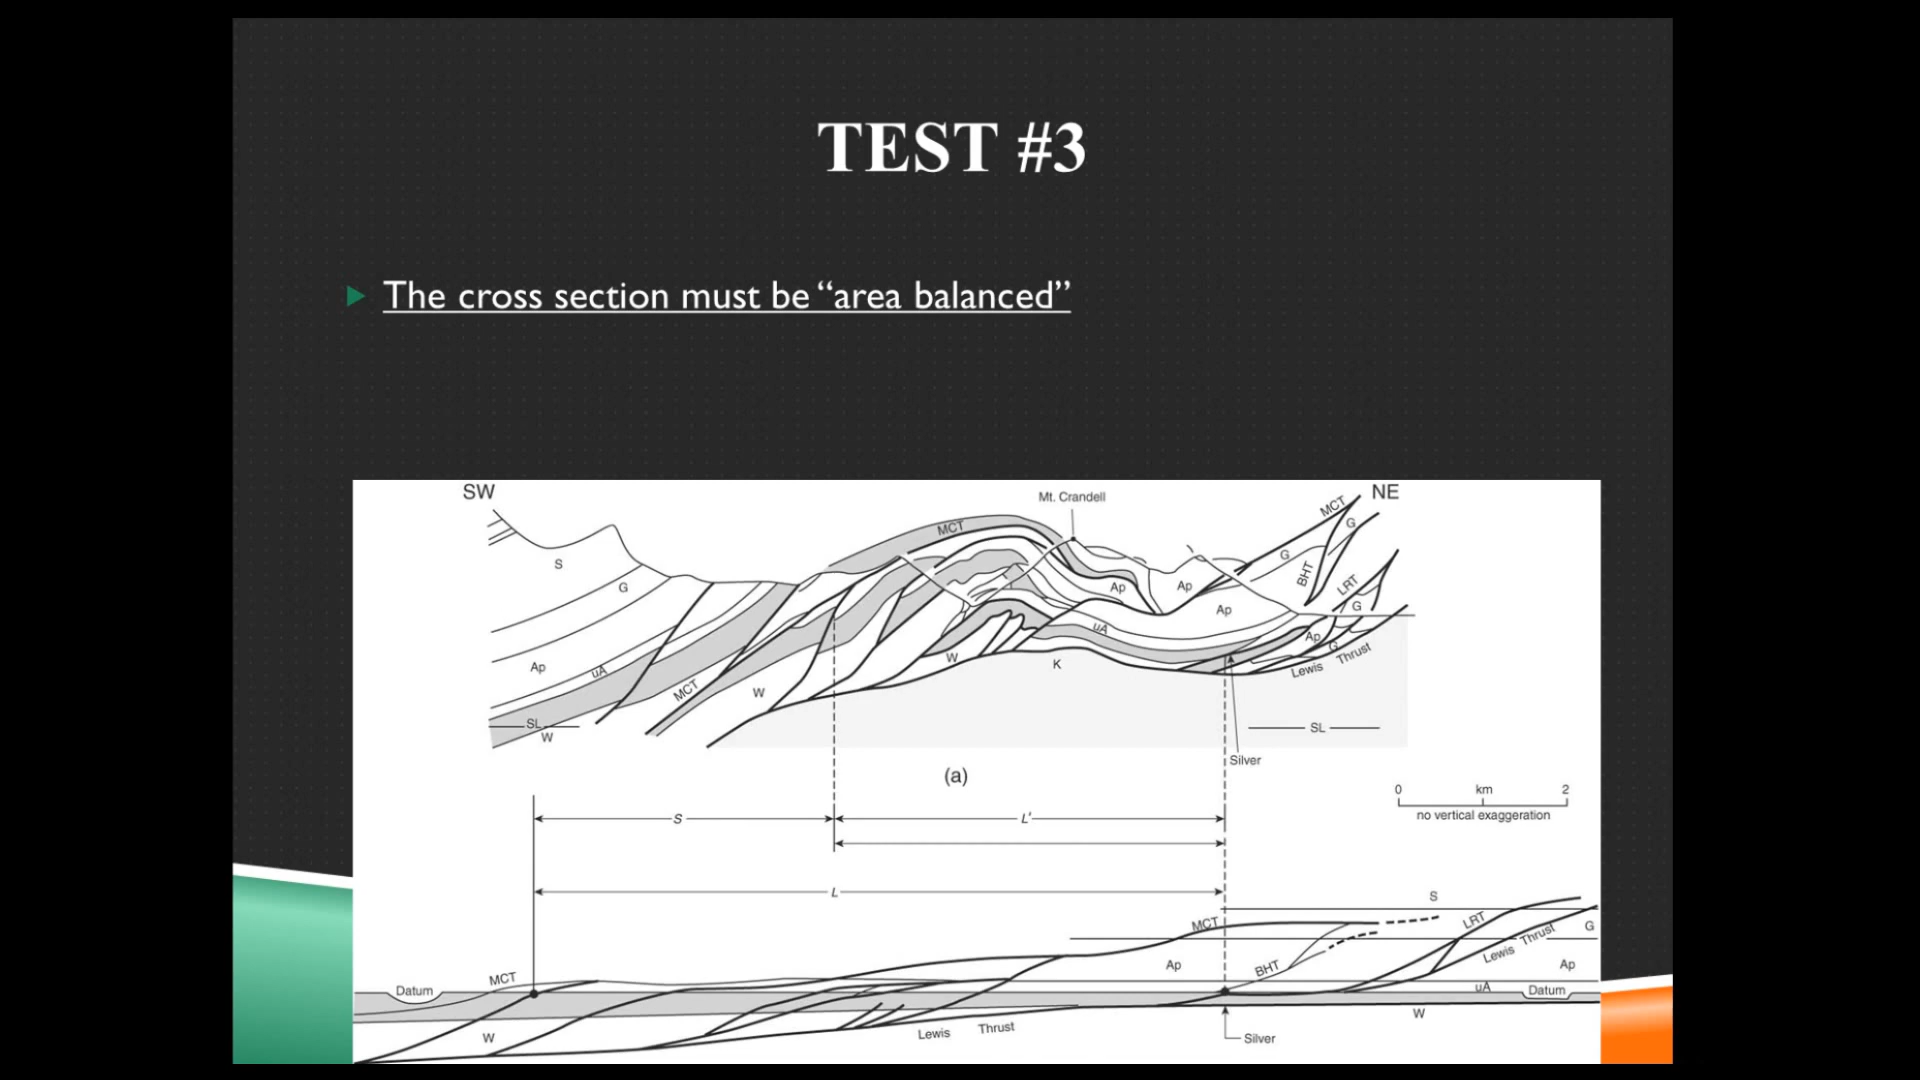 TEST #3
The cross section must be “area balanced”
SW
Mt. Crandell
NE
MCT
MCT
G
S
G
G
BHT
LRT
Ap
Ap
Ap
G
uA
Ap
G
Ap
uA
W
K
Lewis Thrust
MCT
W
SL
SL
W
Silver
(a)
0 km 2
no vertical exaggeration
S
L'
L
S
MCT
LRT
G
Lewis Thrust
Ap
BHT
Ap
MCT
Datum
uA
Datum
W
Lewis Thrust
W
Silver